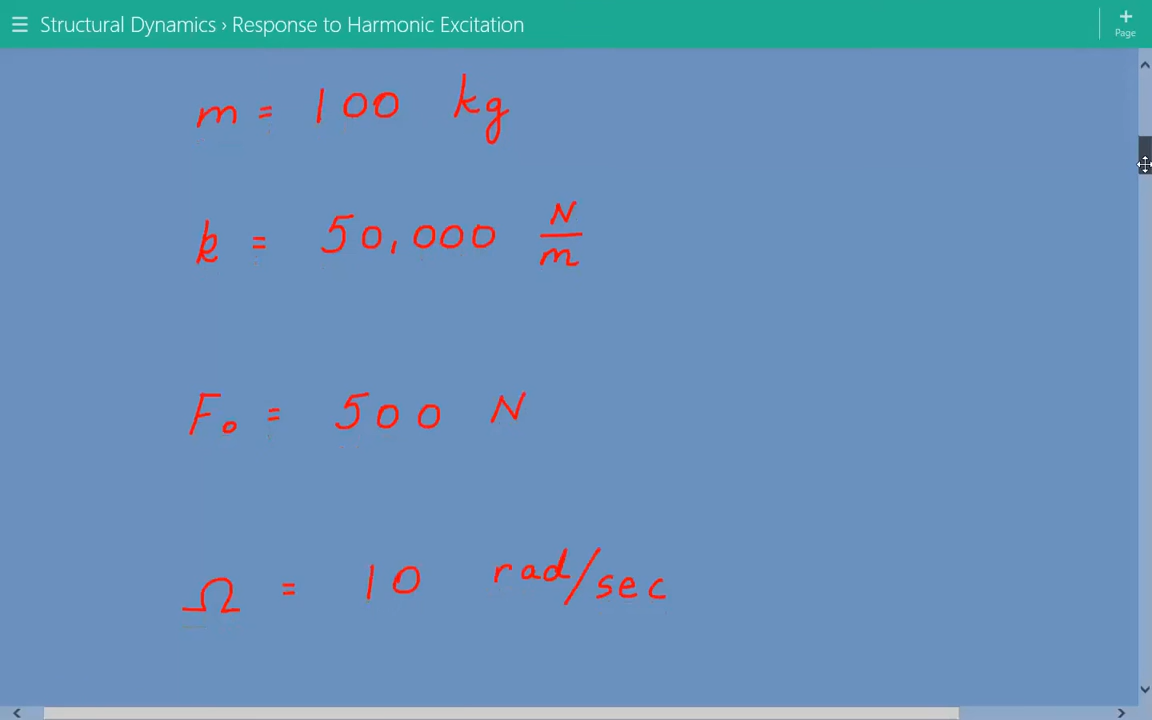 Structural Dynamics › Response to Harmonic Excitation
Page
m = 100 kg
k = 50,000 N/m
F₀ = 500 N
Ω = 10 rad/sec